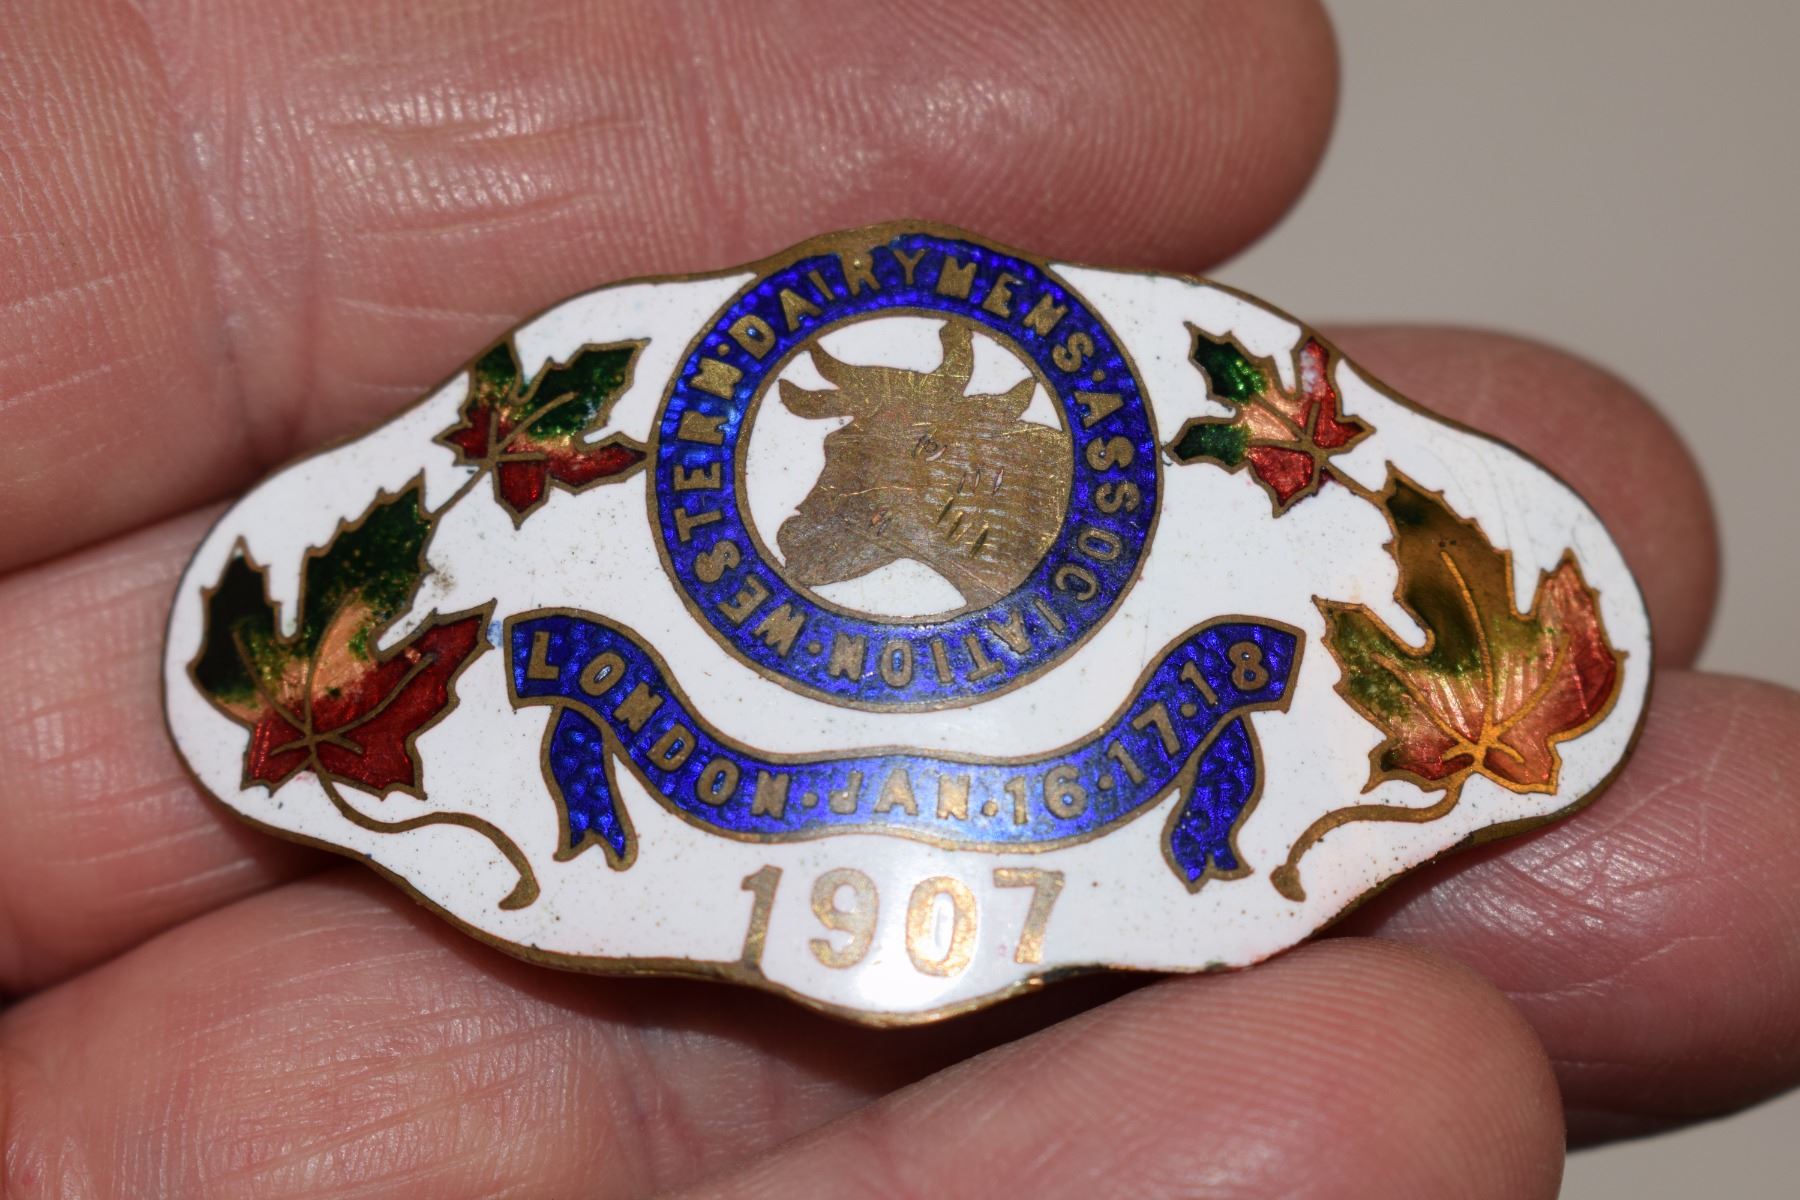 WESTERN·DAIRYMENS·ASSOCIATION·
LONDON·JAN·16·17·18
1907